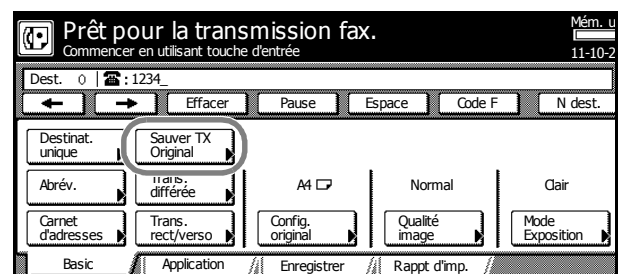 Prêt pour la transmission fax.
Commencer en utilisant touche d'entrée
Mém. u
11-10-2
Dest. 0 ☎:1234_
← → Effacer Pause Espace Code F N dest.
Destinat.
unique
Sauver TX
Original
Abrév.
Trans.
différée
A4
Normal
Clair
Carnet
d'adresses
Trans.
rect/verso
Config.
original
Qualité
image
Mode
Exposition
Basic Application Enregistrer Rappt d'imp.